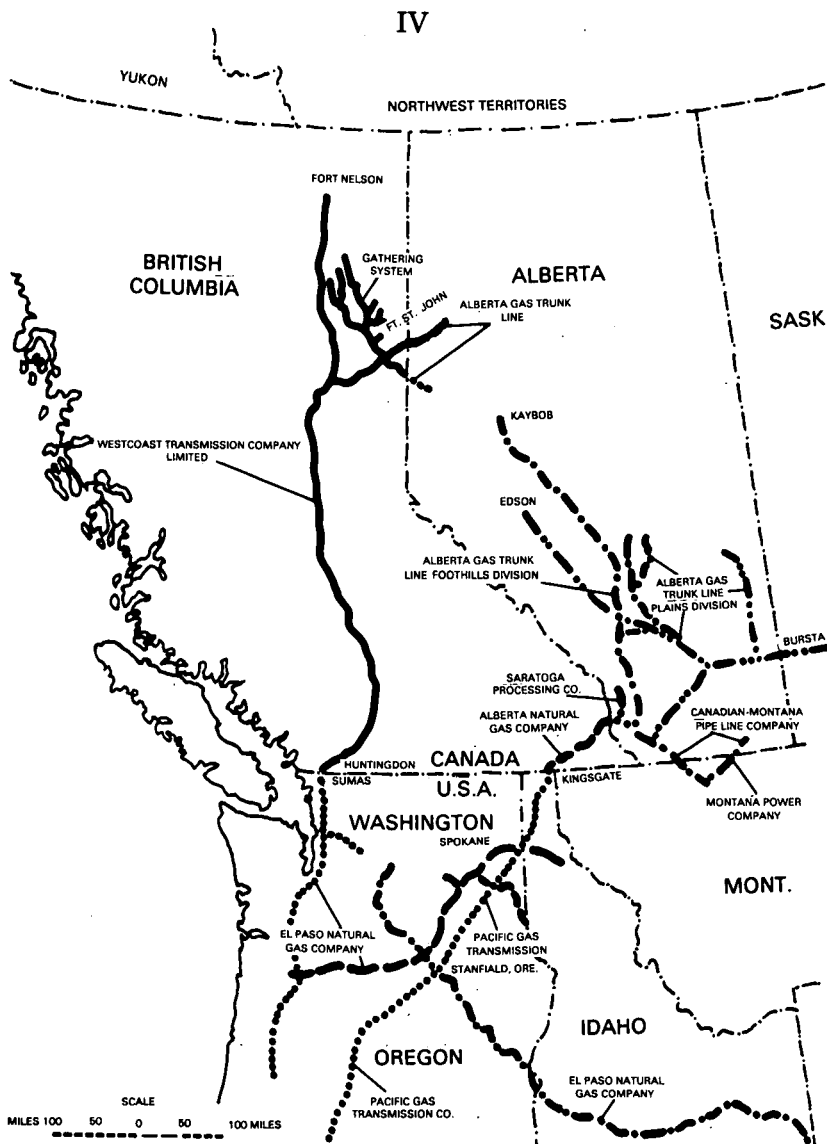 IV
YUKON
NORTHWEST TERRITORIES
FORT NELSON
BRITISH
COLUMBIA
GATHERING
SYSTEM
ALBERTA
FT. ST. JOHN
ALBERTA GAS TRUNK
LINE
SASK
KAYBOB
WESTCOAST TRANSMISSION COMPANY
LIMITED
EDSON
ALBERTA GAS TRUNK
LINE FOOTHILLS DIVISION
ALBERTA GAS
TRUNK LINE
PLAINS DIVISION
BURSTA
SARATOGA
PROCESSING CO.
ALBERTA NATURAL
GAS COMPANY
CANADIAN-MONTANA
PIPE LINE COMPANY
HUNTINGDON
CANADA
SUMAS
U.S.A.
KINGSGATE
MONTANA POWER
COMPANY
WASHINGTON
SPOKANE
MONT.
EL PASO NATURAL
GAS COMPANY
PACIFIC GAS
TRANSMISSION
STANFIELD, ORE.
IDAHO
OREGON
EL PASO NATURAL
GAS COMPANY
PACIFIC GAS
TRANSMISSION CO.
SCALE
MILES 100 50 0 50 100 MILES